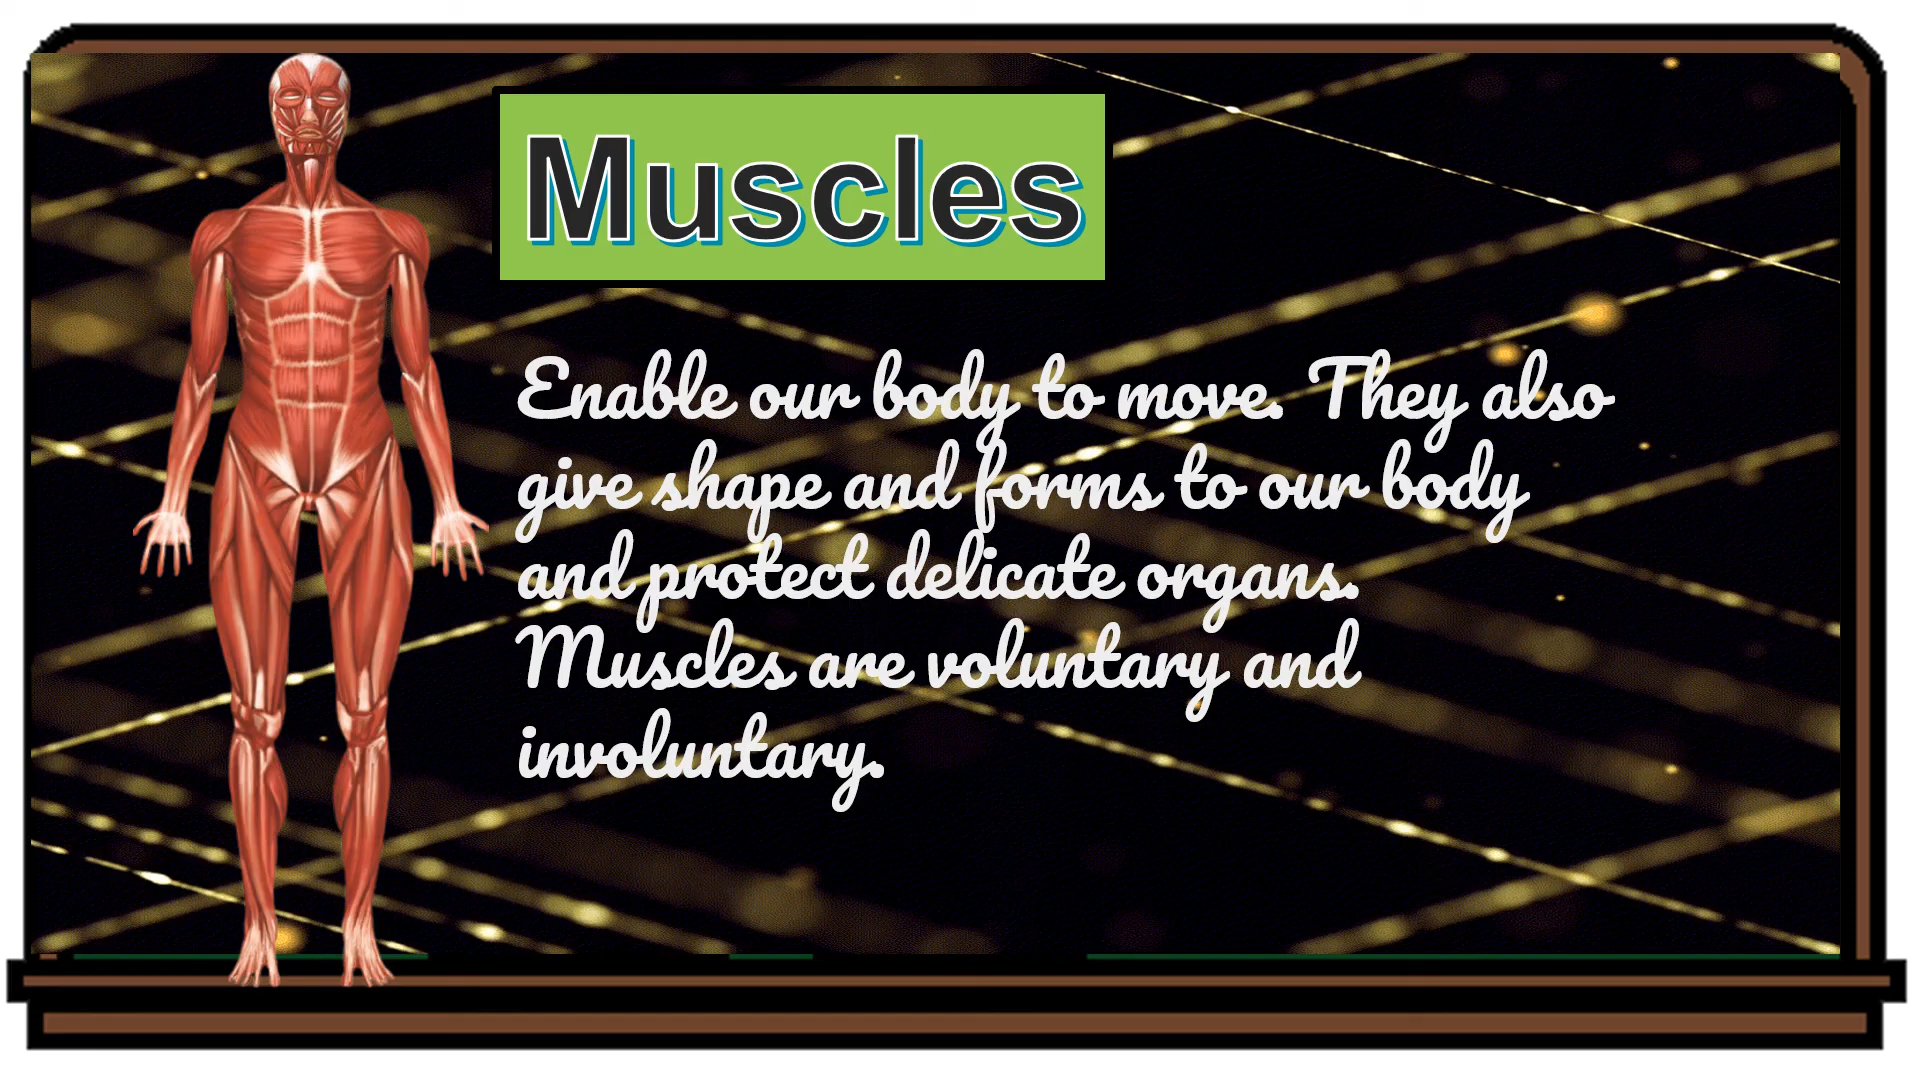 Muscles
Enable our body to move. They also
give shape and forms to our body
and protect delicate organs.
Muscles are voluntary and
involuntary.